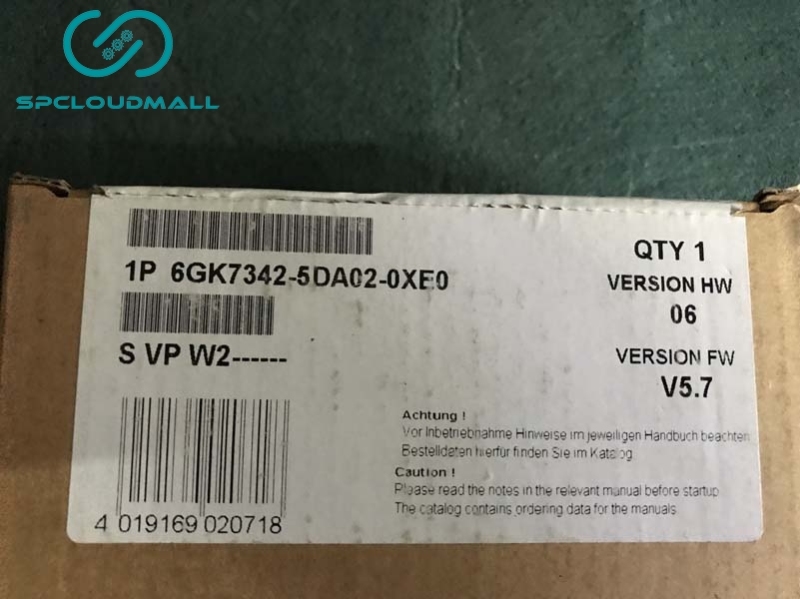 SPCLOUDMALL
1P 6GK7342-5DA02-0XE0
S VP W2------
QTY 1
VERSION HW
06
VERSION FW
V5.7
Achtung !
Vor Inbetriebnahme Hinweise im jeweiligen Handbuch beachten
Bestelldaten hierfür finden Sie im Katalog
Caution !
Please read the notes in the relevant manual before startup
The catalog contains ordering data for the manuals
4 019169 020718